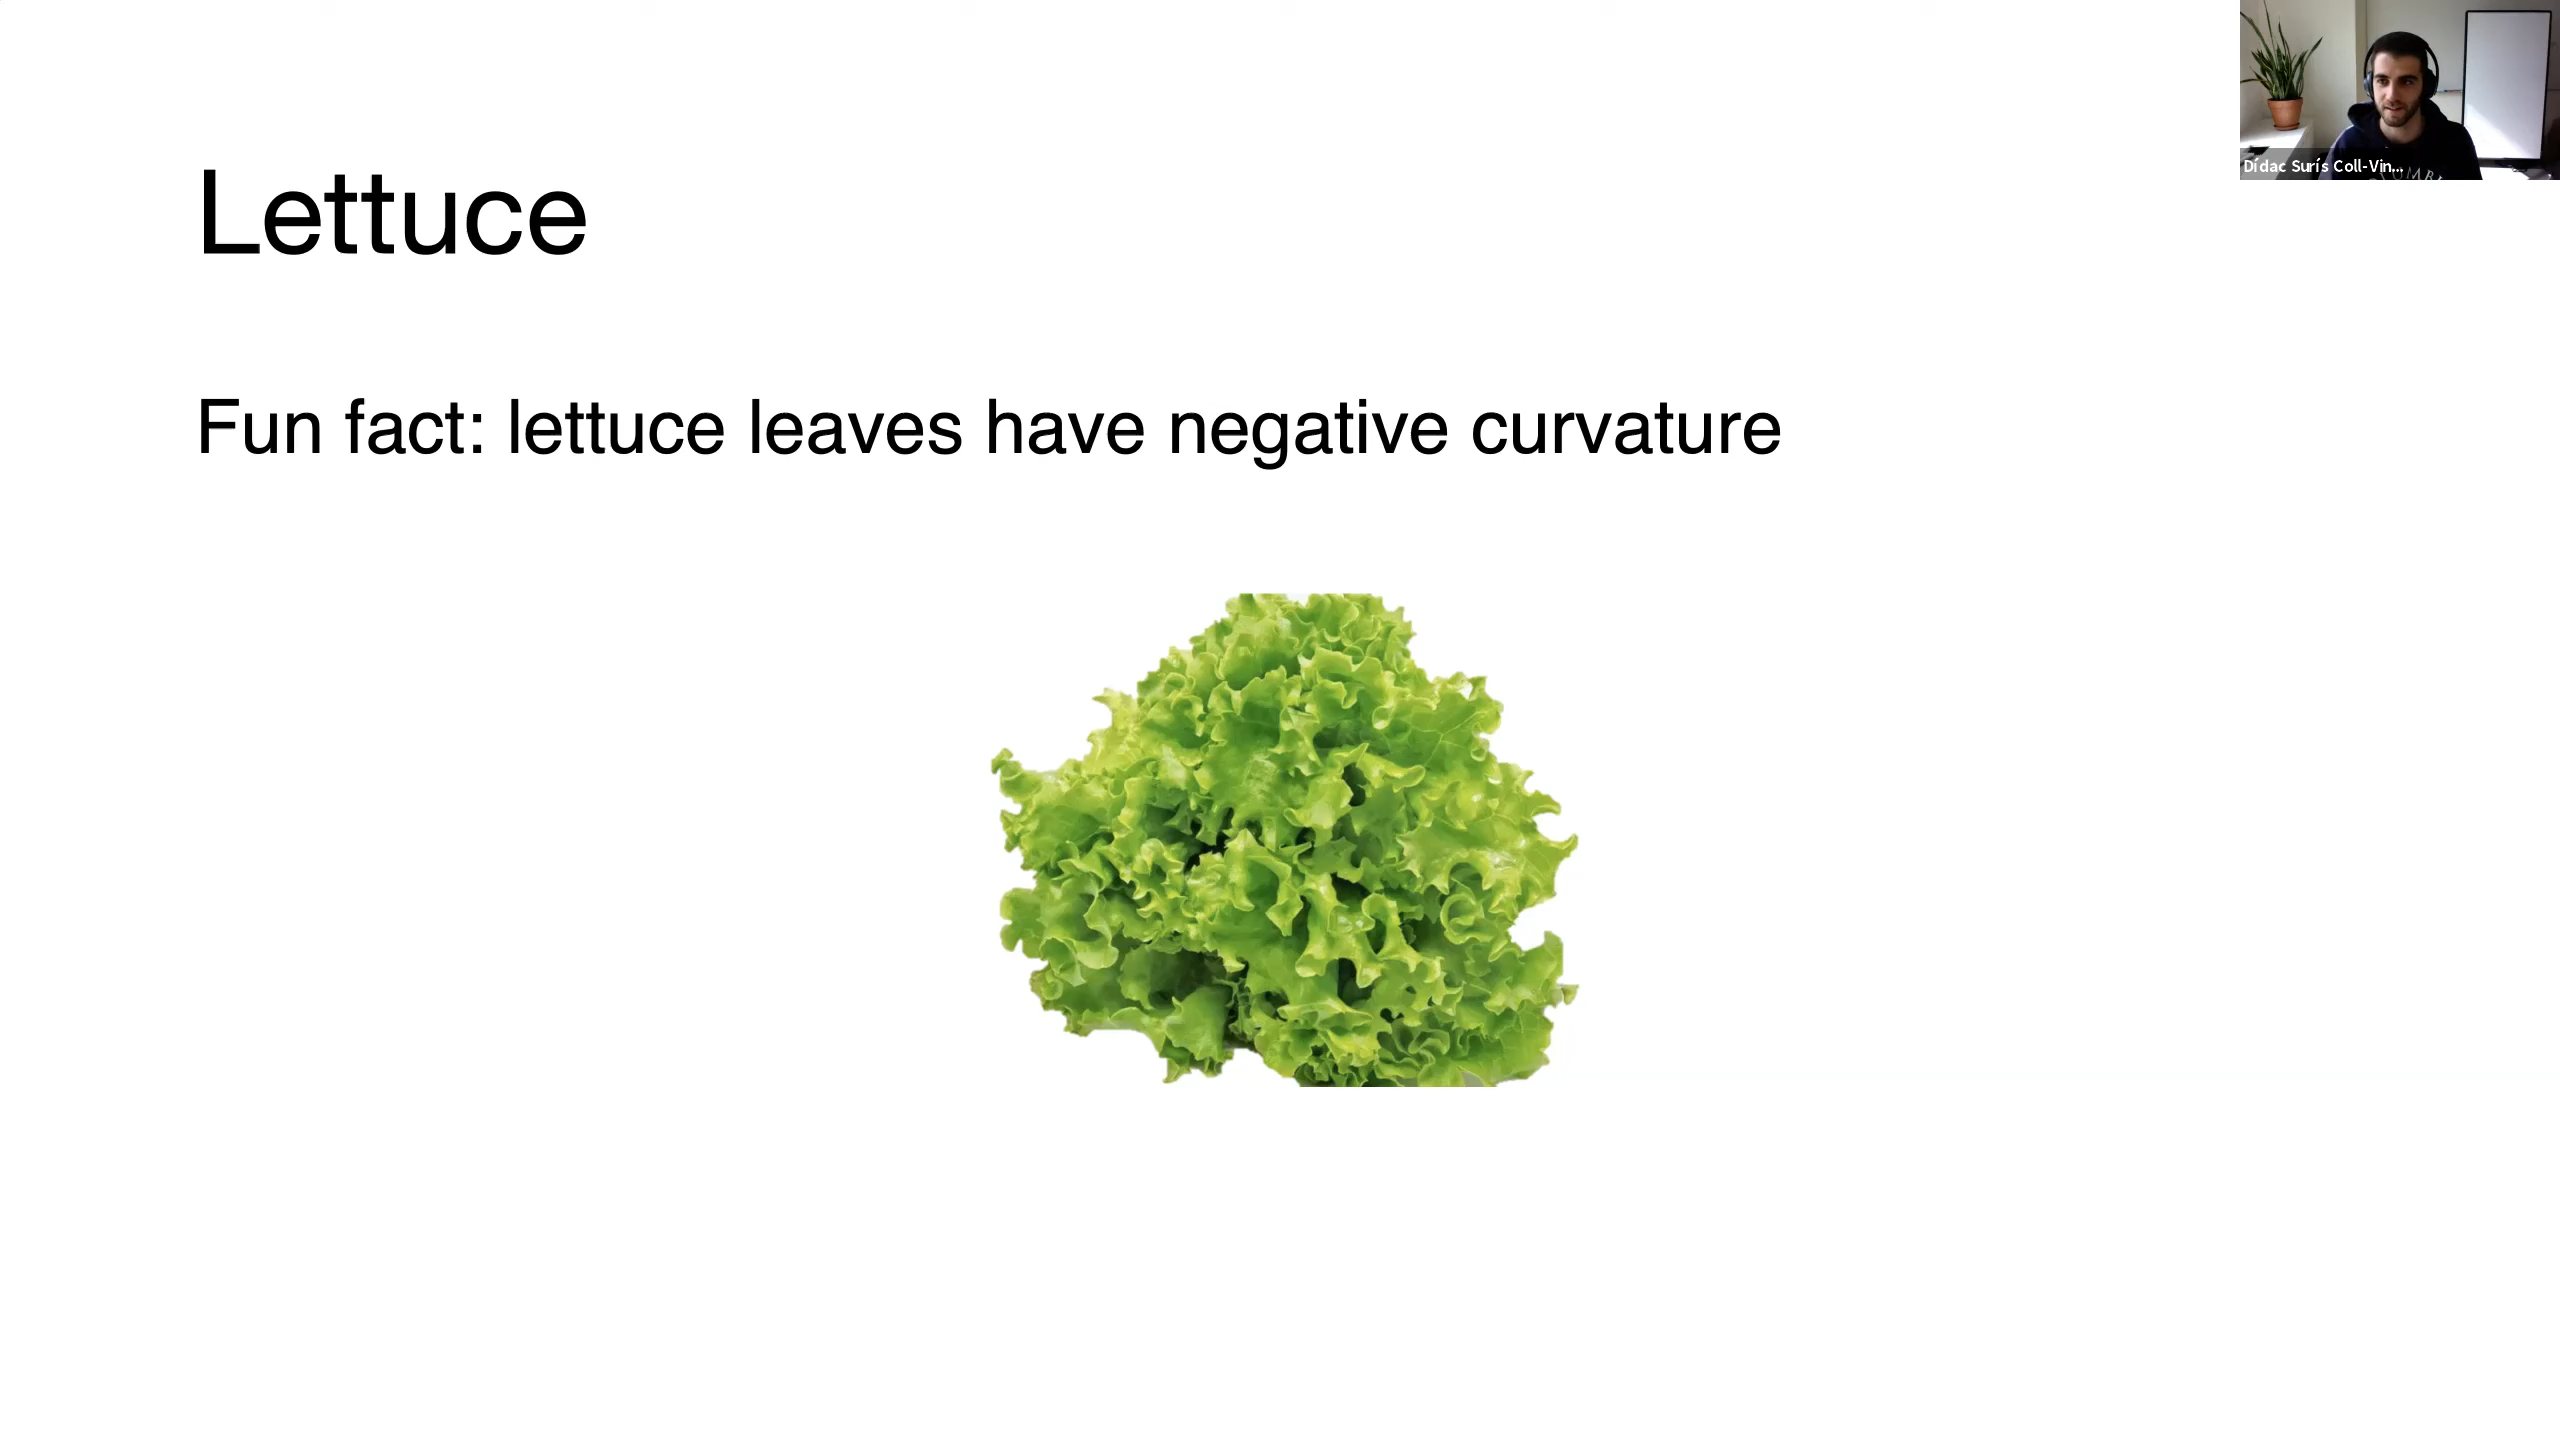 Lettuce
Fun fact: lettuce leaves have negative curvature
Dídac Surís Coll-Vin...